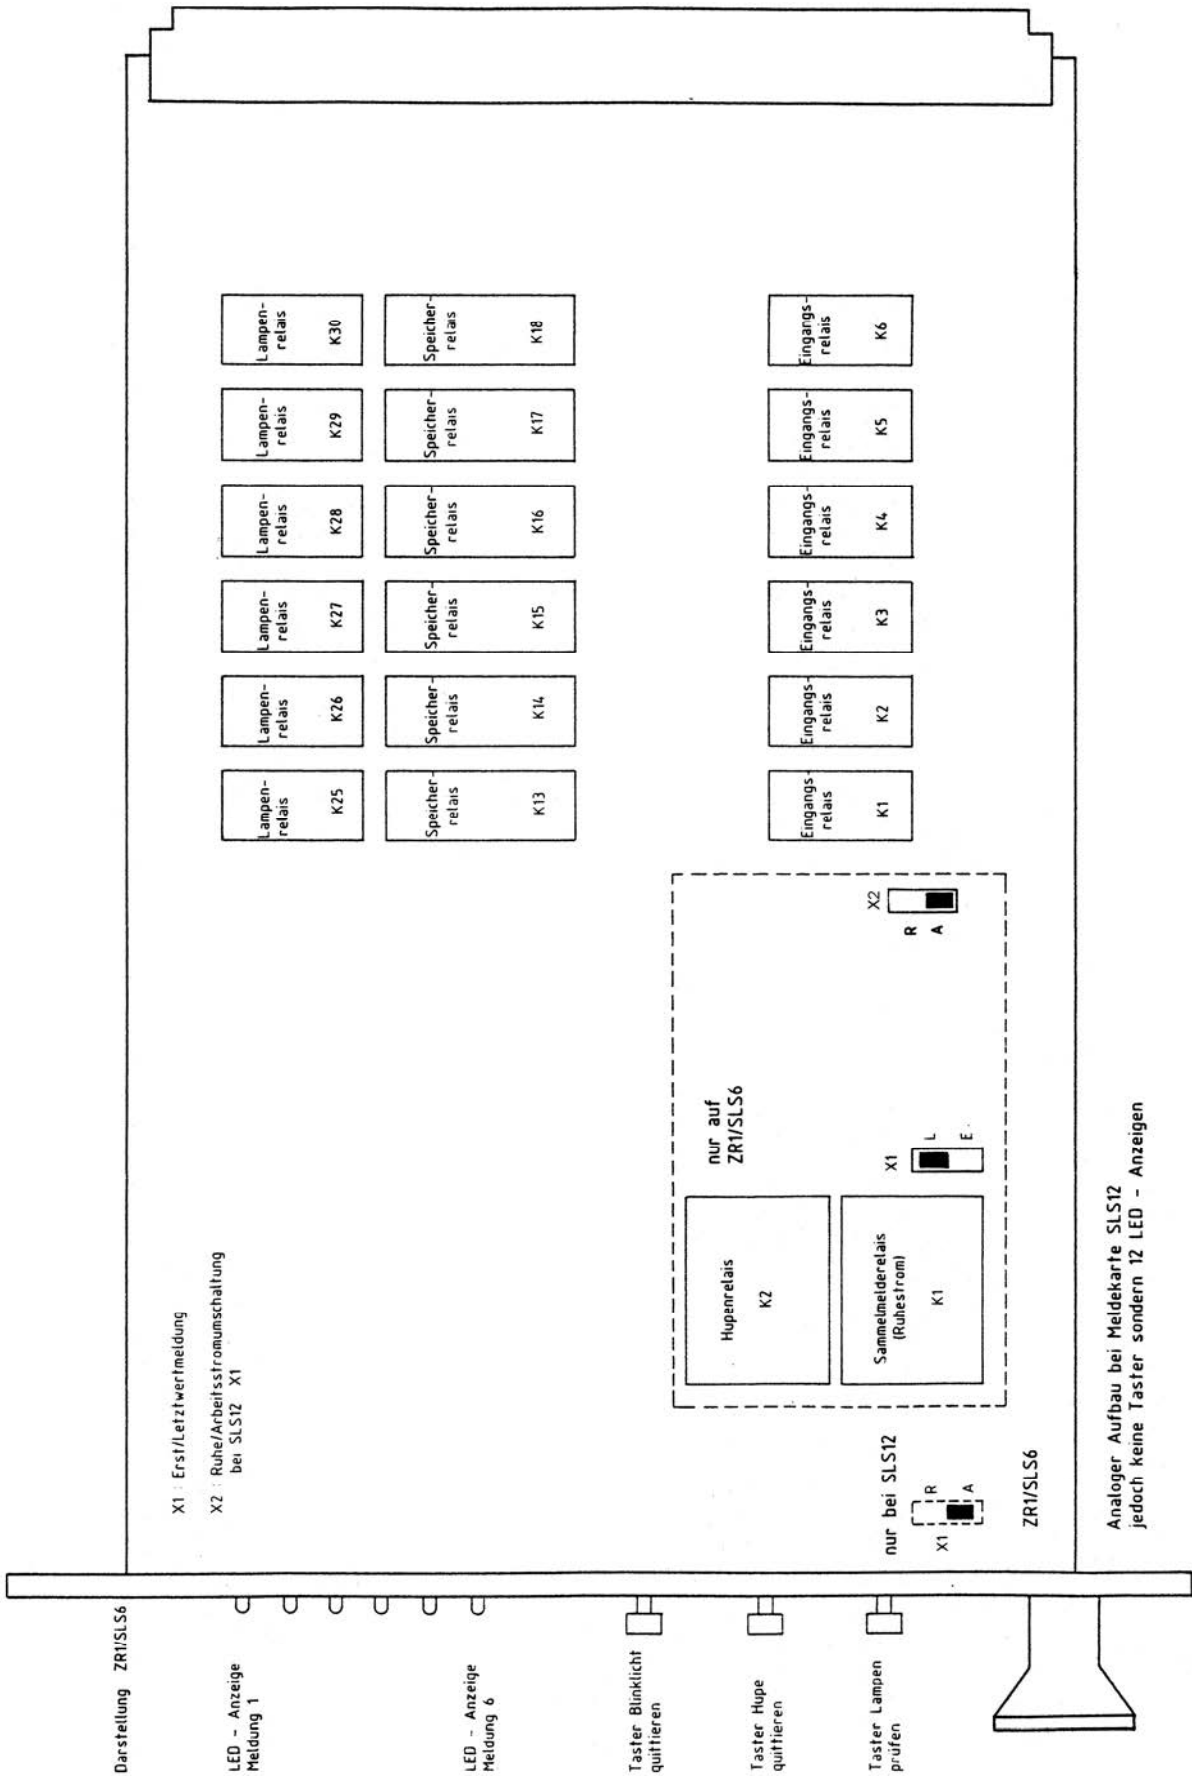 Darstellung ZR1/SLS6
X1 : Erst/Letztwertmeldung
X2 : Ruhe/Arbeitsstromumschaltung
bei SLS12 X1
LED - Anzeige
Meldung 1
LED - Anzeige
Meldung 6
Taster Blinklicht
quittieren
Taster Hupe
quittieren
Taster Lampen
prüfen
Lampen-
relais
K25
Lampen-
relais
K26
Lampen-
relais
K27
Lampen-
relais
K28
Lampen-
relais
K29
Lampen-
relais
K30
Speicher-
relais
K13
Speicher-
relais
K14
Speicher-
relais
K15
Speicher-
relais
K16
Speicher-
relais
K17
Speicher-
relais
K18
nur auf
ZR1/SLS6
Hupenrelais
K2
Sammelmelderelais
(Ruhestrom)
K1
X1
L
E
X2
R
A
Eingangs-
relais
K1
Eingangs-
relais
K2
Eingangs-
relais
K3
Eingangs-
relais
K4
Eingangs-
relais
K5
Eingangs-
relais
K6
nur bei SLS12
X1
R
A
ZR1/SLS6
Analoger Aufbau bei Meldekarte SLS12
jedoch keine Taster sondern 12 LED - Anzeigen